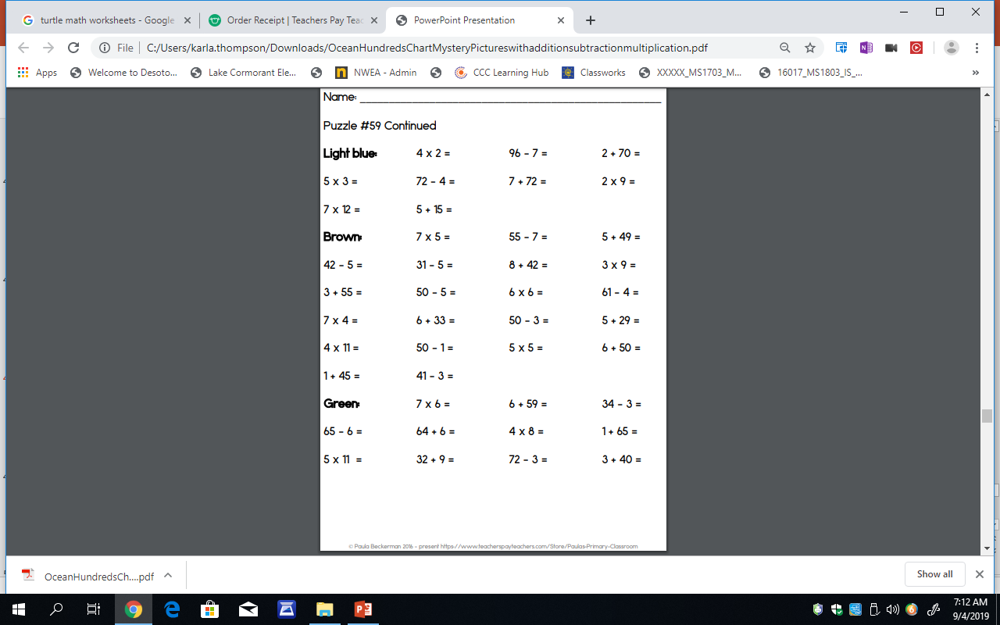 turtle math worksheets - Google
Order Receipt | Teachers Pay Teac
PowerPoint Presentation
File C:/Users/karla.thompson/Downloads/OceanHundredsChartMysteryPictureswithadditionsubtractionmultiplication.pdf
Apps Welcome to Desoto... Lake Cormorant Ele... NWEA - Admin CCC Learning Hub Classworks XXXXX_MS1703_M... 16017_MS1803_IS_... »
Name: ____________________
Puzzle #59 Continued
Light blue: 4 x 2 = 96 - 7 = 2 + 70 =
5 x 3 = 72 - 4 = 7 + 72 = 2 x 9 =
7 x 12 = 5 + 15 =
Brown: 7 x 5 = 55 - 7 = 5 + 49 =
42 - 5 = 31 - 5 = 8 + 42 = 3 x 9 =
3 + 55 = 50 - 5 = 6 x 6 = 61 - 4 =
7 x 4 = 6 + 33 = 50 - 3 = 5 + 29 =
4 x 11 = 50 - 1 = 5 x 5 = 6 + 50 =
1 + 45 = 41 - 3 =
Green: 7 x 6 = 6 + 59 = 34 - 3 =
65 - 6 = 64 + 6 = 4 x 8 = 1 + 65 =
5 x 11 = 32 + 9 = 72 - 3 = 3 + 40 =
© Paula Beckerman 2016 - present https://www.teacherspayteachers.com/Store/Paulas-Primary-Classroom
OceanHundredsCh....pdf
Show all
7:12 AM
9/4/2019